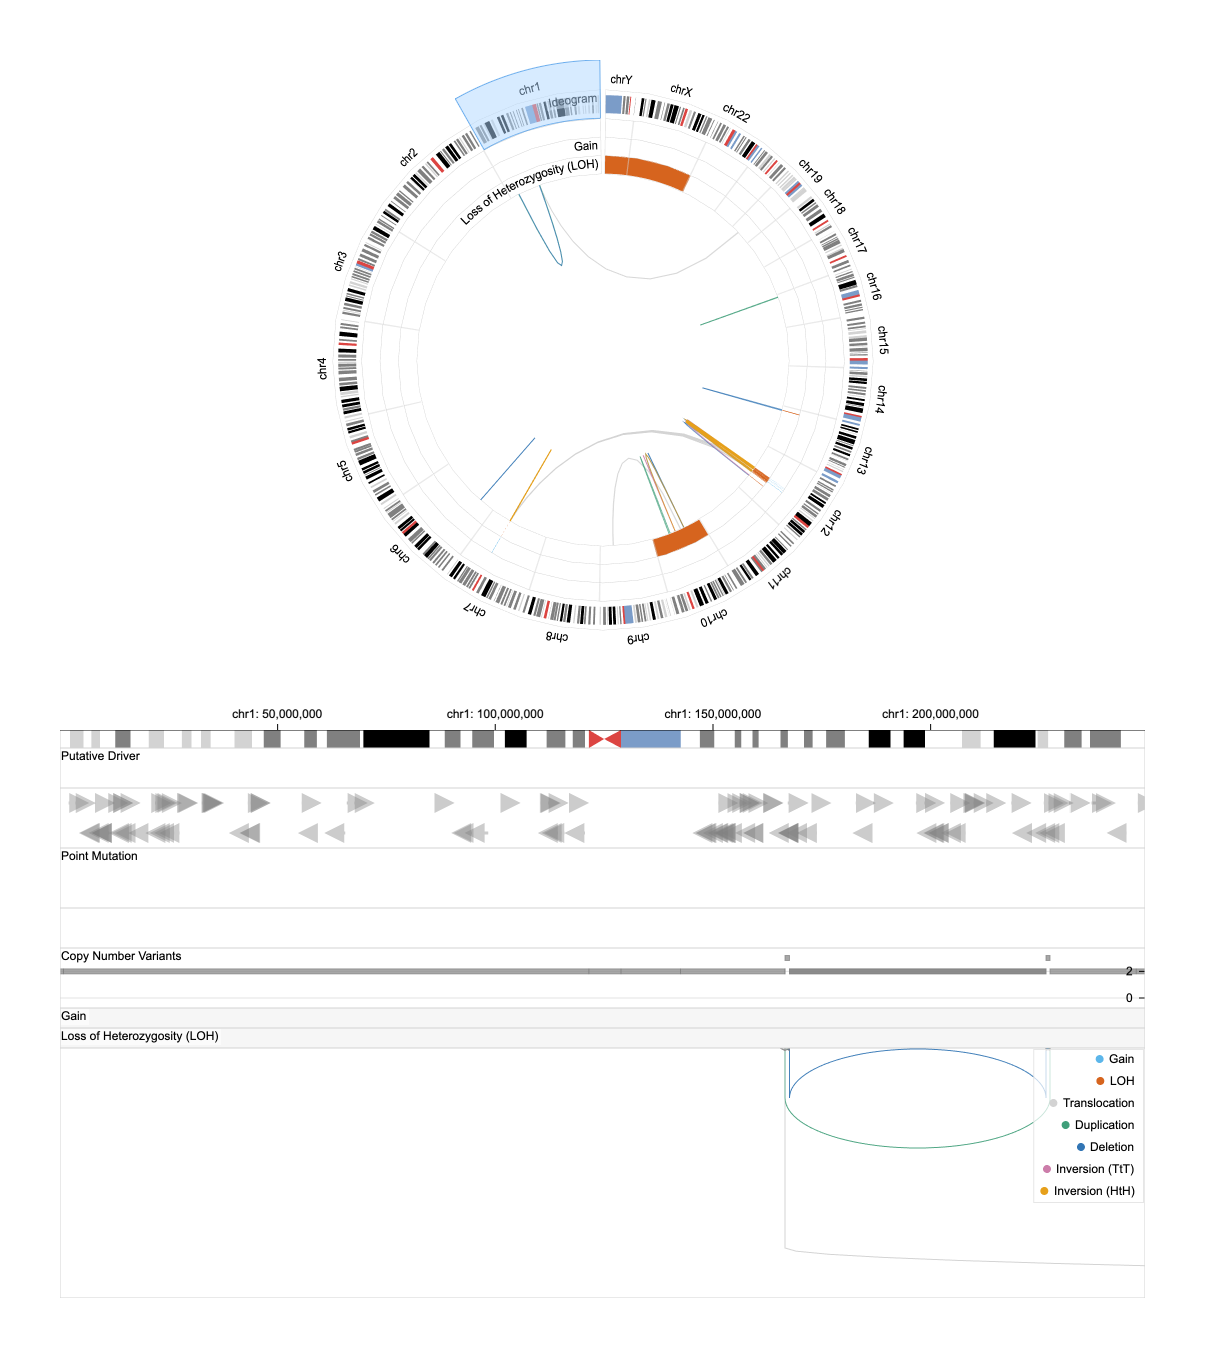 chr1
Ideogram
Gain
Loss of Heterozygosity (LOH)
chrY
chrX
chr22
chr19
chr18
chr17
chr16
chr15
chr14
chr13
chr12
chr11
chr10
chr9
chr8
chr7
chr6
chr5
chr4
chr3
chr2
chr1: 50,000,000
chr1: 100,000,000
chr1: 150,000,000
chr1: 200,000,000
Putative Driver
Point Mutation
Copy Number Variants
2
0
Gain
Loss of Heterozygosity (LOH)
Gain
LOH
Translocation
Duplication
Deletion
Inversion (TtT)
Inversion (HtH)